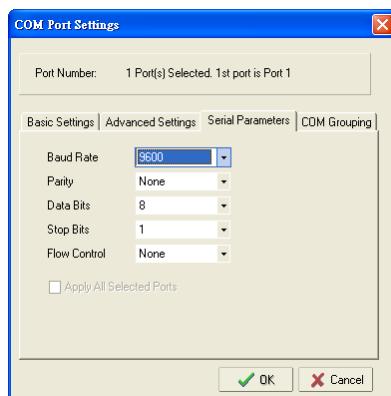 COM Port Settings
Port Number: 1 Port(s) Selected. 1st port is Port 1
Basic Settings Advanced Settings Serial Parameters COM Grouping
Baud Rate 9600
Parity None
Data Bits 8
Stop Bits 1
Flow Control None
Apply All Selected Ports
OK Cancel